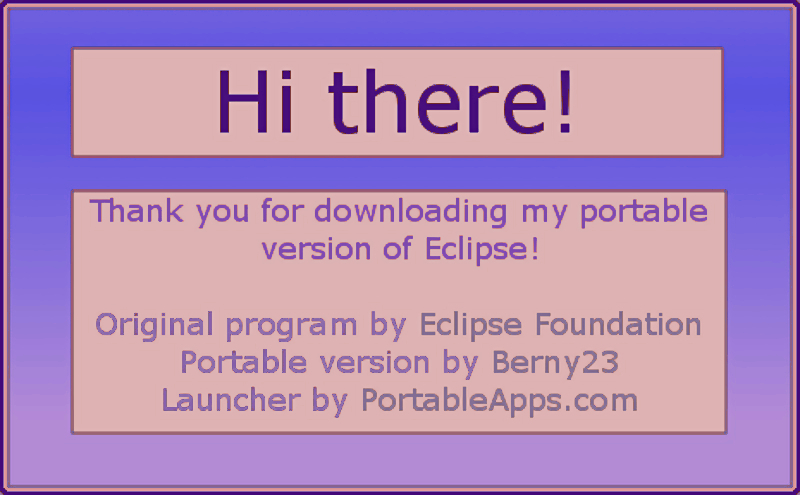 Hi there!
Thank you for downloading my portable
version of Eclipse!
Original program by Eclipse Foundation
Portable version by Berny23
Launcher by PortableApps.com